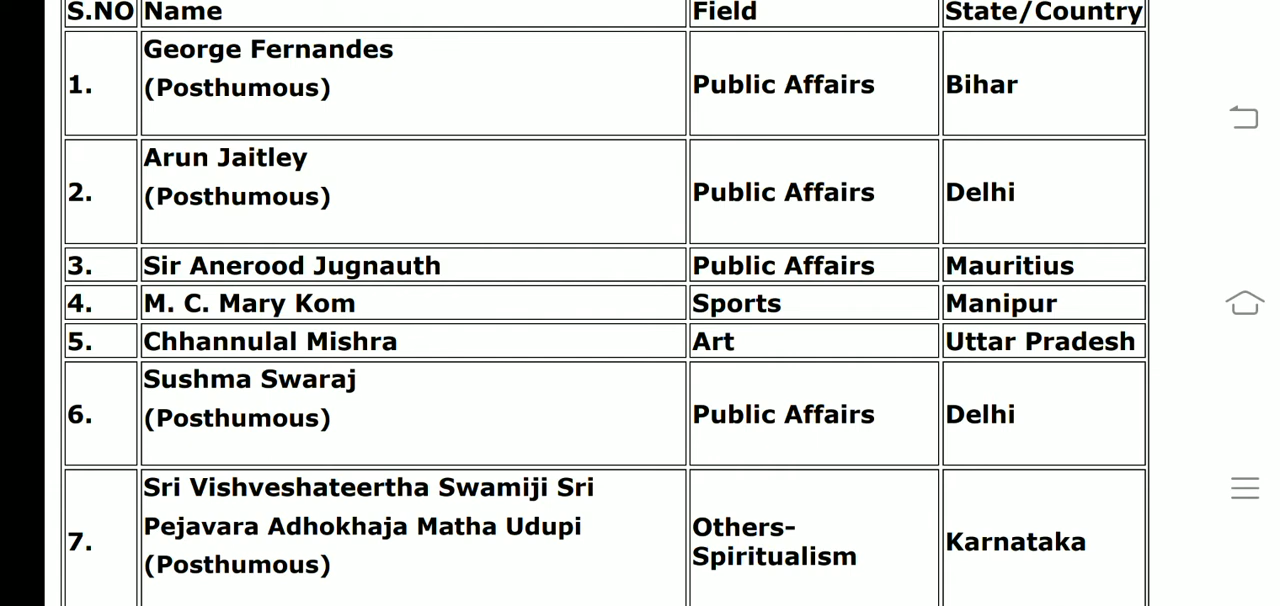 S.NO Name Field State/Country
1. George Fernandes
(Posthumous) Public Affairs Bihar
2. Arun Jaitley
(Posthumous) Public Affairs Delhi
3. Sir Anerood Jugnauth Public Affairs Mauritius
4. M. C. Mary Kom Sports Manipur
5. Chhannulal Mishra Art Uttar Pradesh
6. Sushma Swaraj
(Posthumous) Public Affairs Delhi
7. Sri Vishveshateertha Swamiji Sri
Pejavara Adhokhaja Matha Udupi
(Posthumous) Others-
Spiritualism Karnataka